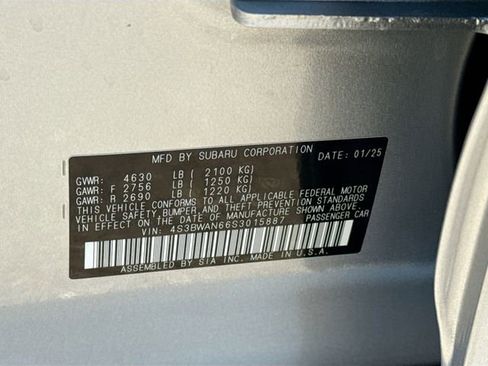 MFD BY SUBARU CORPORATION DATE: 01/25
GVWR: 4630 LB ( 2100 KG)
GAWR: F 2756 LB ( 1250 KG)
GAWR: R 2690 LB ( 1220 KG)
THIS VEHICLE CONFORMS TO ALL APPLICABLE FEDERAL MOTOR
VEHICLE SAFETY, BUMPER, AND THEFT PREVENTION STANDARDS
IN EFFECT ON THE DATE OF MANUFACTURE SHOWN ABOVE.
VIN: 4S3BWAN66S3015887 PASSENGER CAR
ASSEMBLED BY SIA INC. MADE IN U.S.A.